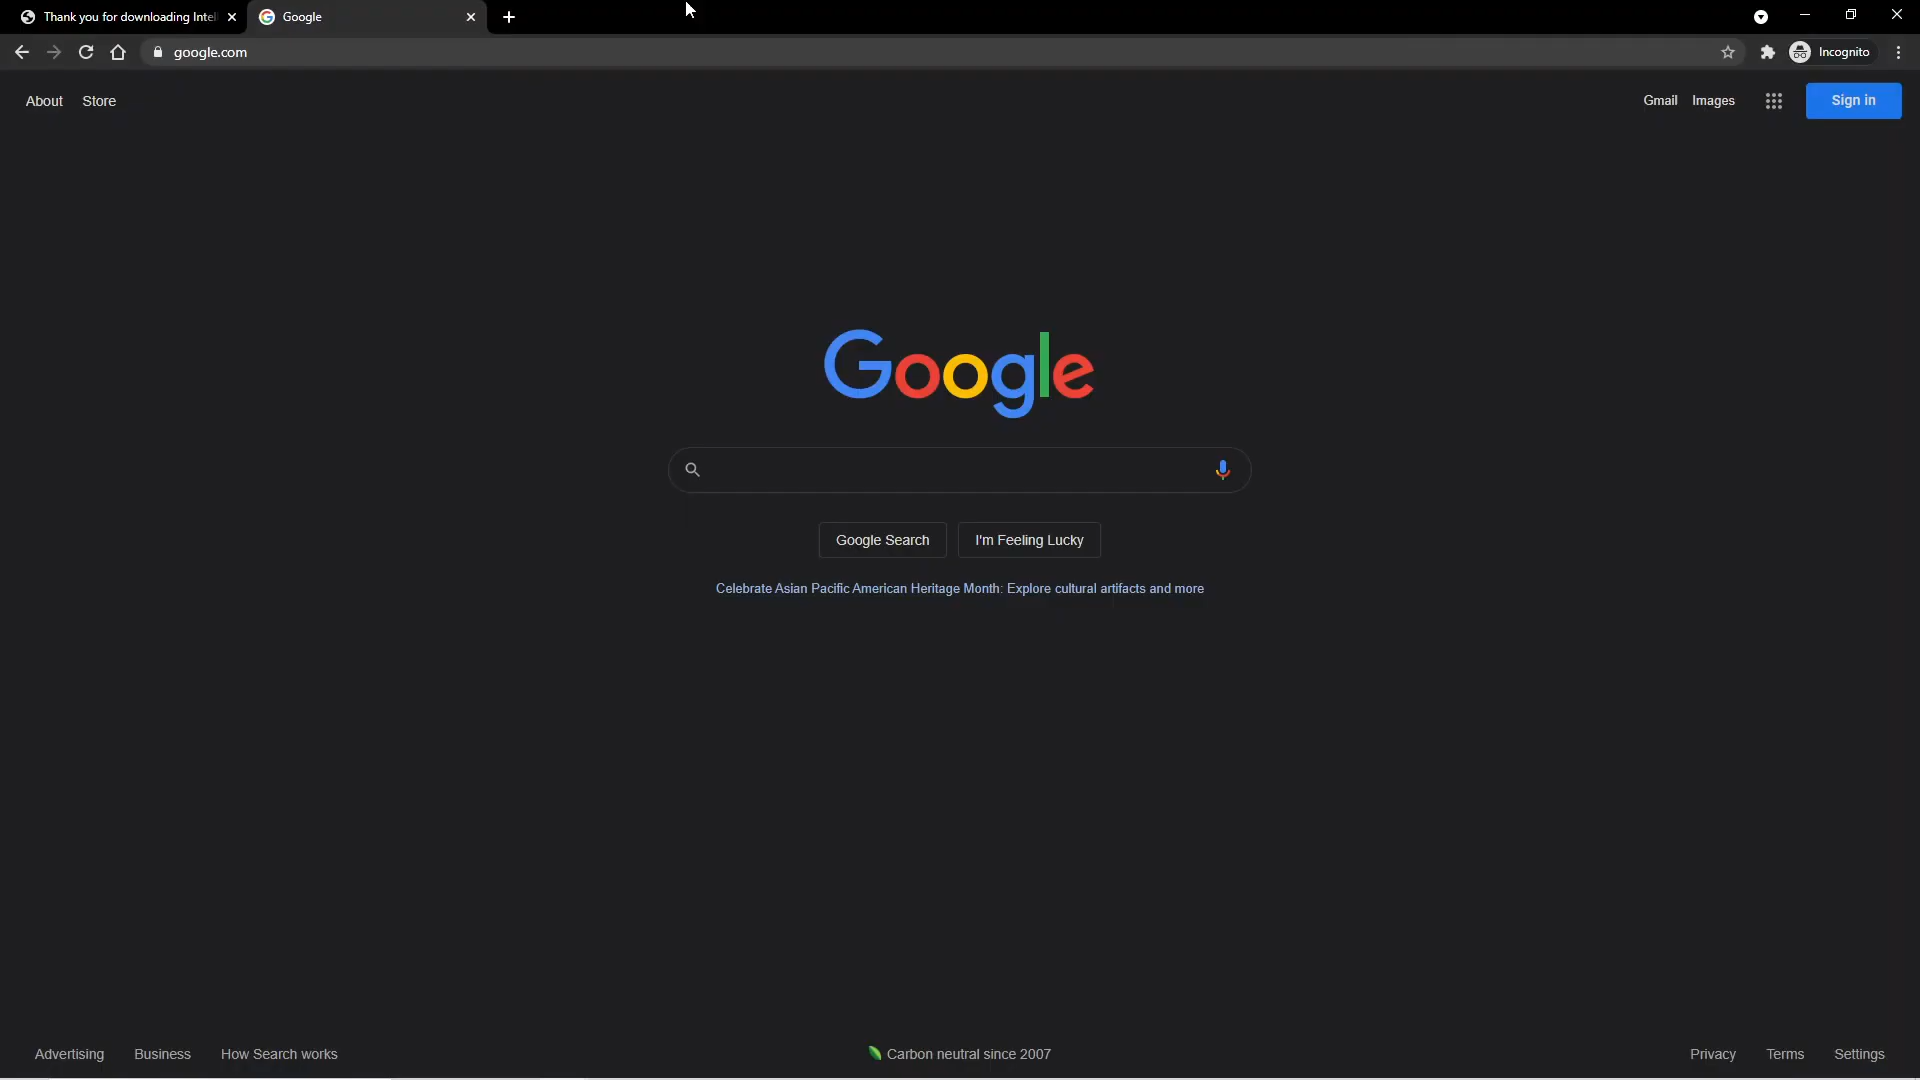 Thank you for downloading Intel
Google
google.com
Incognito
About Store
Gmail Images Sign in
Google
Google Search I'm Feeling Lucky
Celebrate Asian Pacific American Heritage Month: Explore cultural artifacts and more
Advertising Business How Search works
Carbon neutral since 2007
Privacy Terms Settings